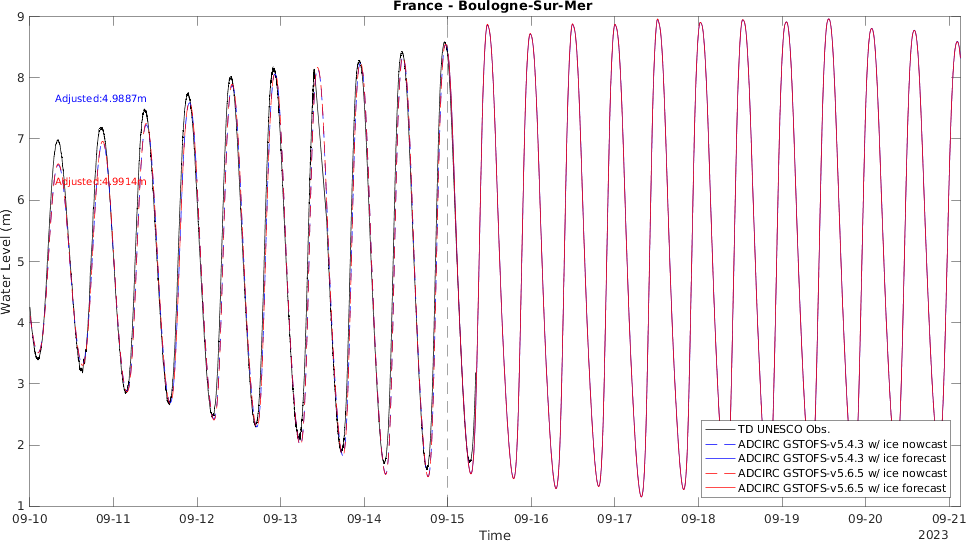 France - Boulogne-Sur-Mer
9
8
7
6
5
4
3
2
1
Water Level (m)
Adjusted:4.9887m
Adjusted:4.9914m
TD UNESCO Obs.
ADCIRC GSTOFS-v5.4.3 w/ ice nowcast
ADCIRC GSTOFS-v5.4.3 w/ ice forecast
ADCIRC GSTOFS-v5.6.5 w/ ice nowcast
ADCIRC GSTOFS-v5.6.5 w/ ice forecast
09-10 09-11 09-12 09-13 09-14 09-15 09-16 09-17 09-18 09-19 09-20 09-21
Time
2023